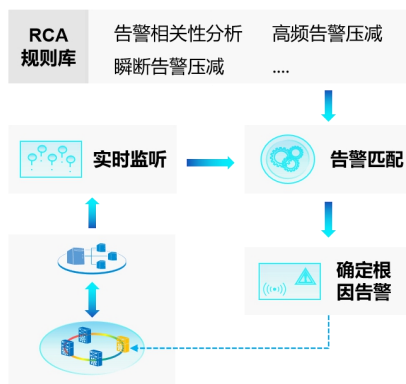 RCA
规则库
告警相关性分析 高频告警压减
瞬断告警压减 ....
实时监听
告警匹配
确定根
因告警